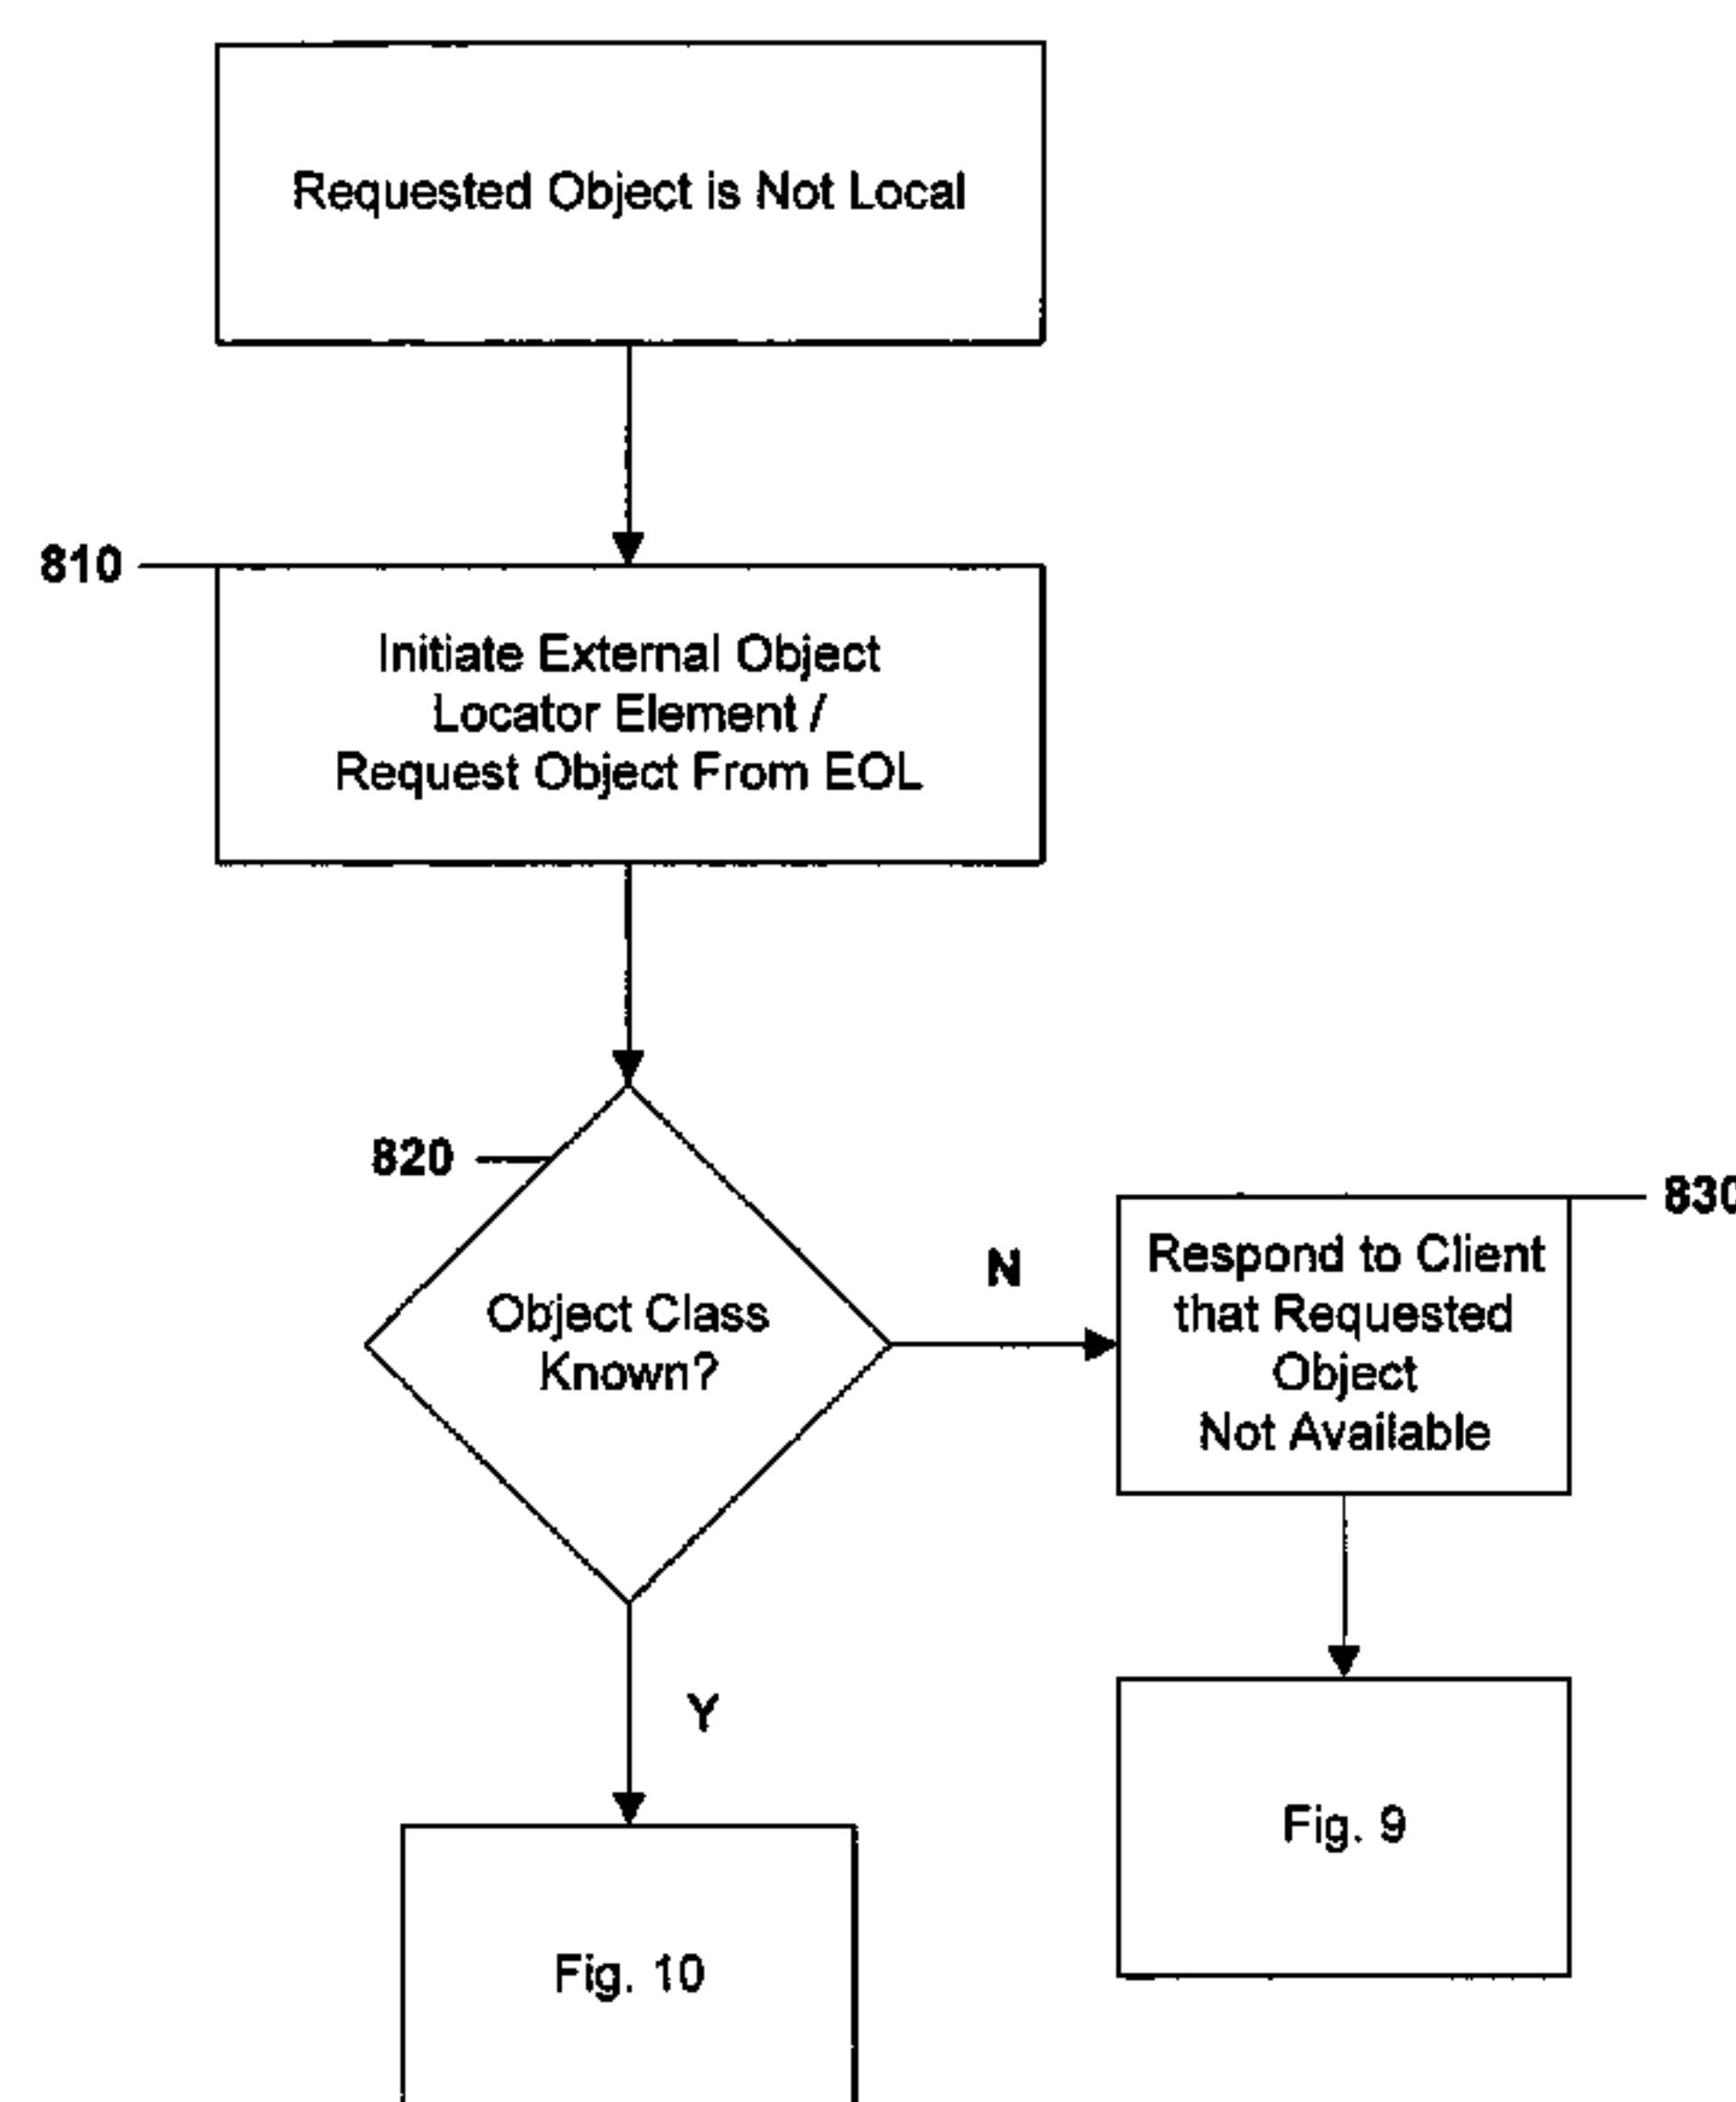 Requested Object is Not Local
810
Initiate External Object
Locator Element /
Request Object From EOL
820
Object Class
Known?
N
830
Respond to Client
that Requested
Object
Not Available
Y
Fig. 9
Fig. 10